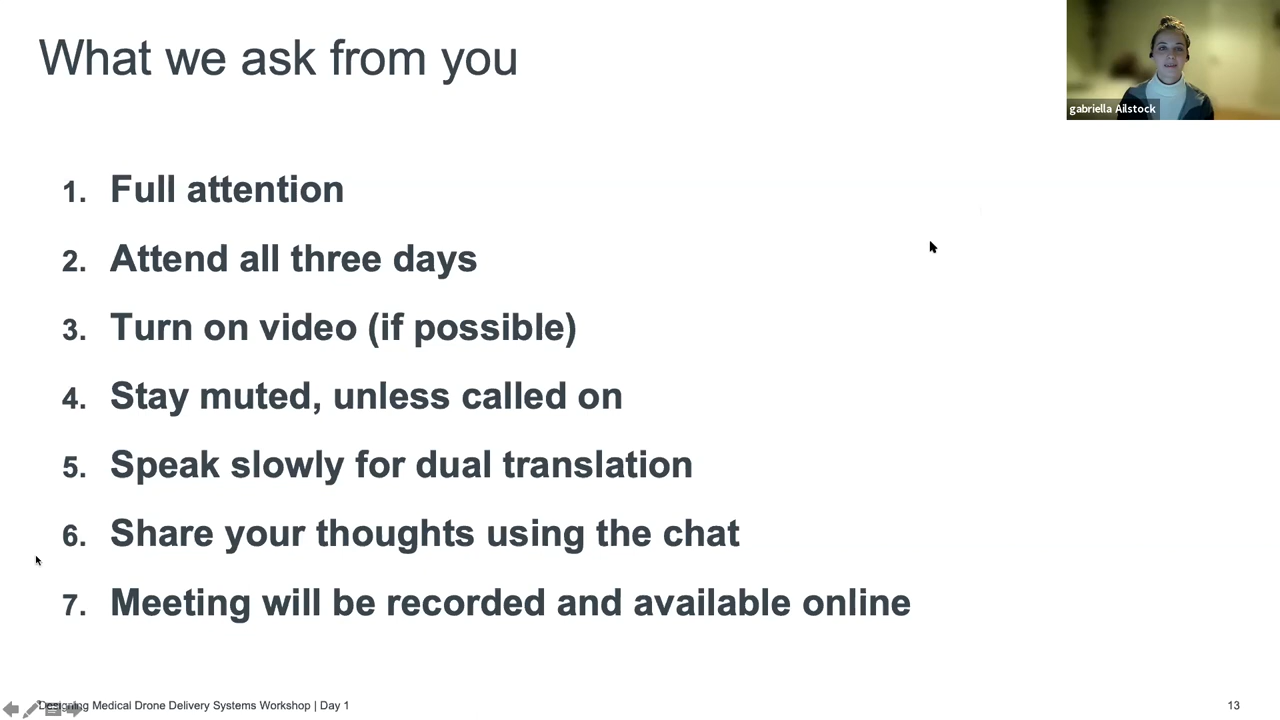 What we ask from you
gabriella Ailstock
1. Full attention
2. Attend all three days
3. Turn on video (if possible)
4. Stay muted, unless called on
5. Speak slowly for dual translation
6. Share your thoughts using the chat
7. Meeting will be recorded and available online
Designing Medical Drone Delivery Systems Workshop | Day 1
13